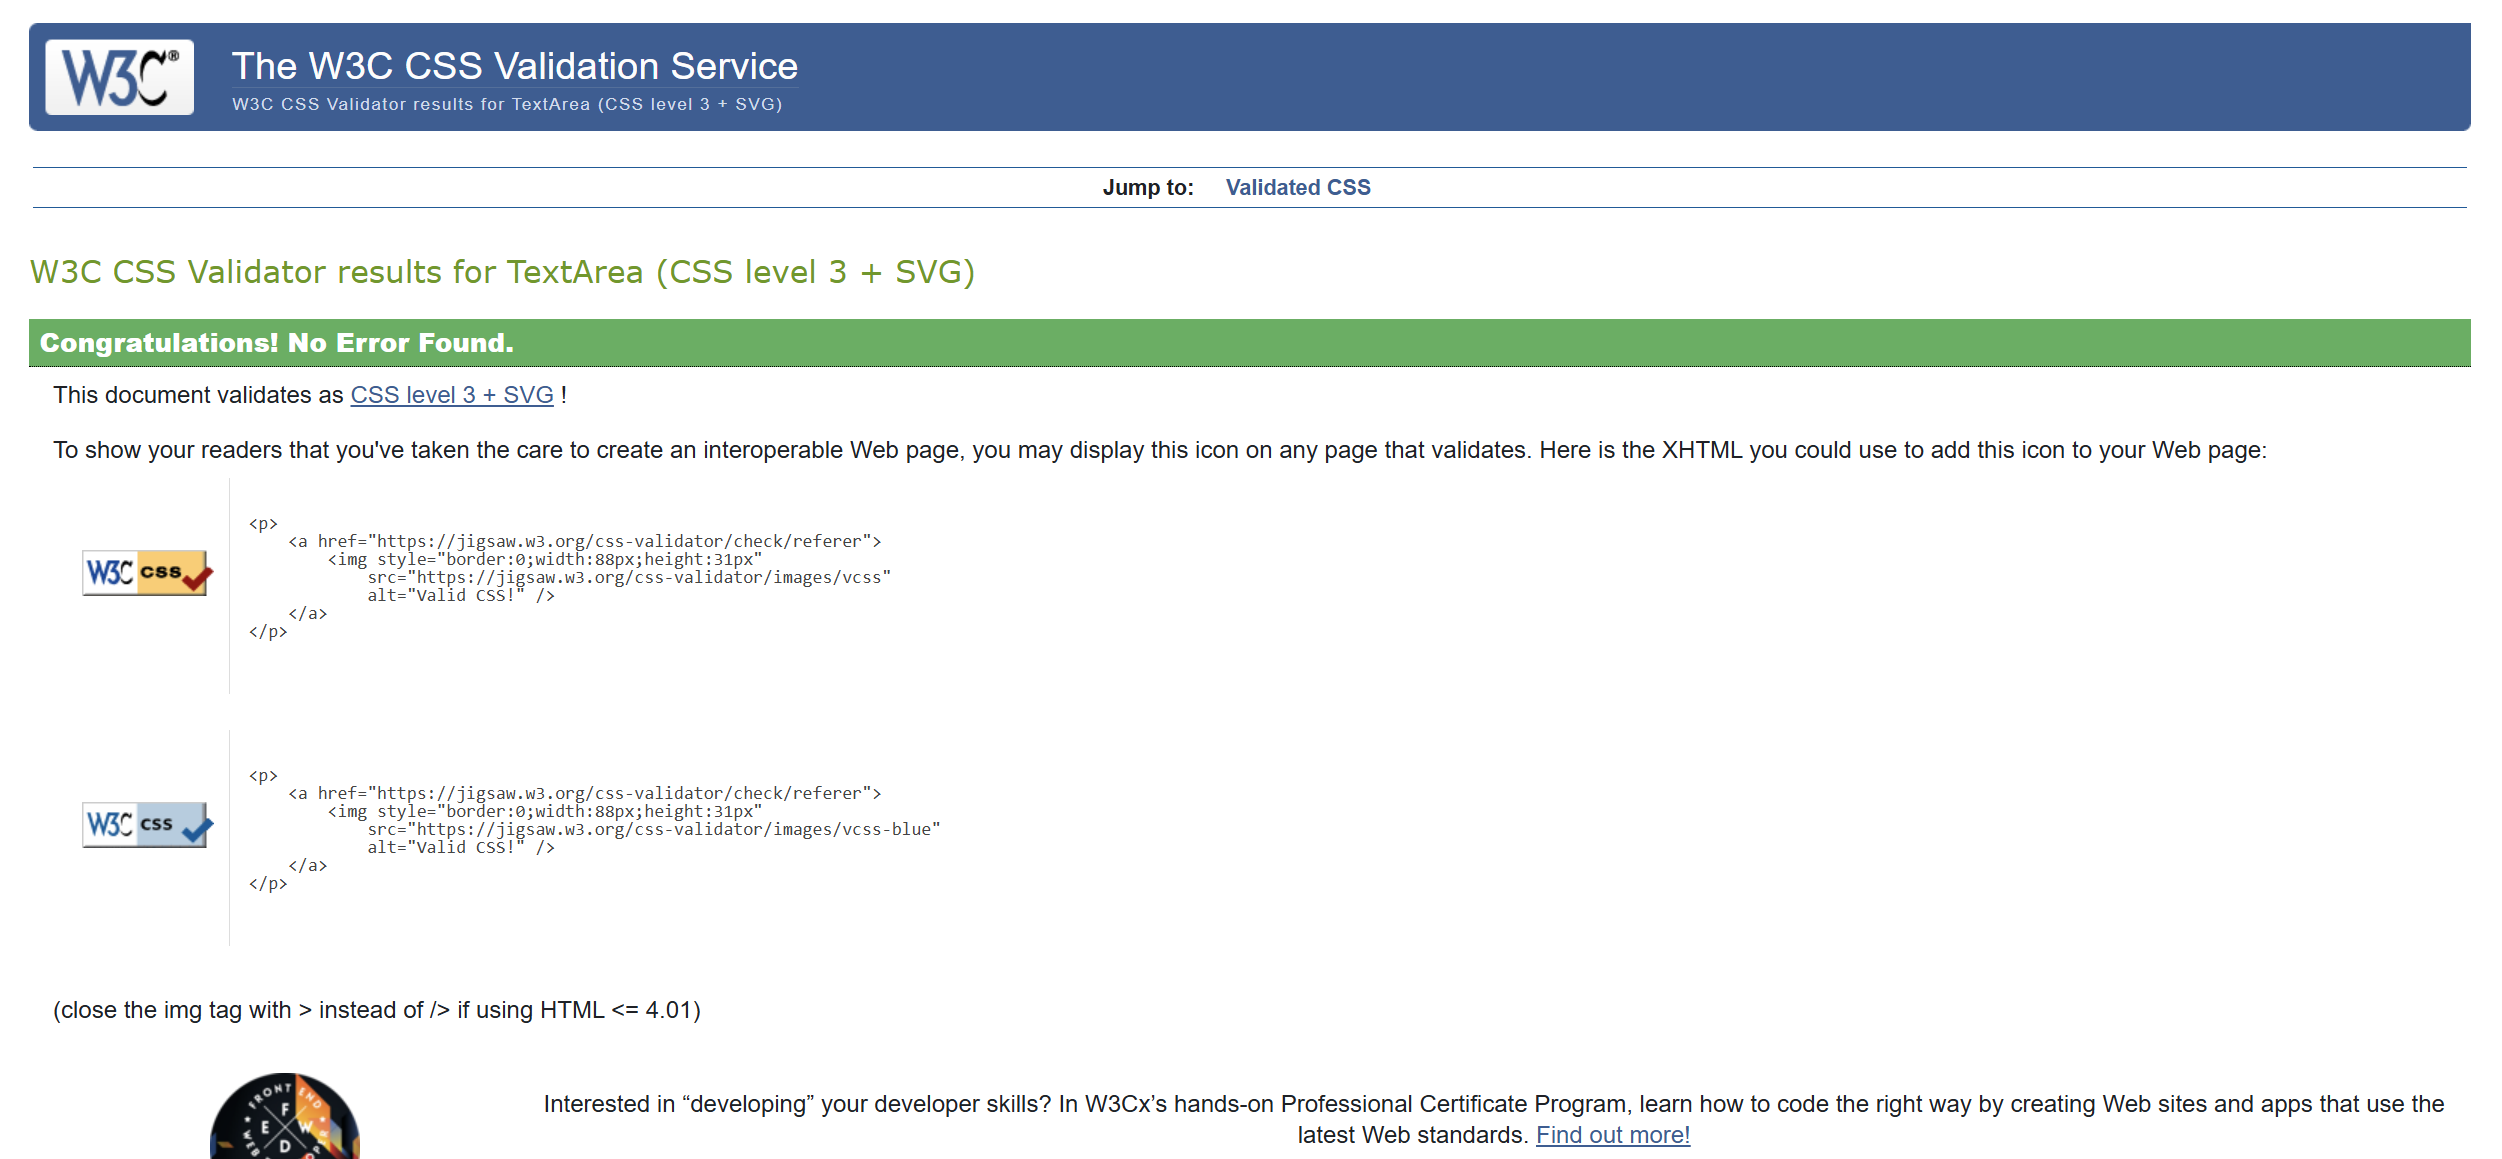 W3C®
The W3C CSS Validation Service
W3C CSS Validator results for TextArea (CSS level 3 + SVG)
Jump to: Validated CSS
W3C CSS Validator results for TextArea (CSS level 3 + SVG)
Congratulations! No Error Found.
This document validates as CSS level 3 + SVG !
To show your readers that you've taken the care to create an interoperable Web page, you may display this icon on any page that validates. Here is the XHTML you could use to add this icon to your Web page:
W3C css
<p>
<a href="https://jigsaw.w3.org/css-validator/check/referer">
<img style="border:0;width:88px;height:31px"
src="https://jigsaw.w3.org/css-validator/images/vcss"
alt="Valid CSS!" />
</a>
</p>
W3C css
<p>
<a href="https://jigsaw.w3.org/css-validator/check/referer">
<img style="border:0;width:88px;height:31px"
src="https://jigsaw.w3.org/css-validator/images/vcss-blue"
alt="Valid CSS!" />
</a>
</p>
(close the img tag with > instead of /> if using HTML <= 4.01)
FRONT END
F E W D
WEB
Interested in “developing” your developer skills? In W3Cx’s hands-on Professional Certificate Program, learn how to code the right way by creating Web sites and apps that use the
latest Web standards. Find out more!